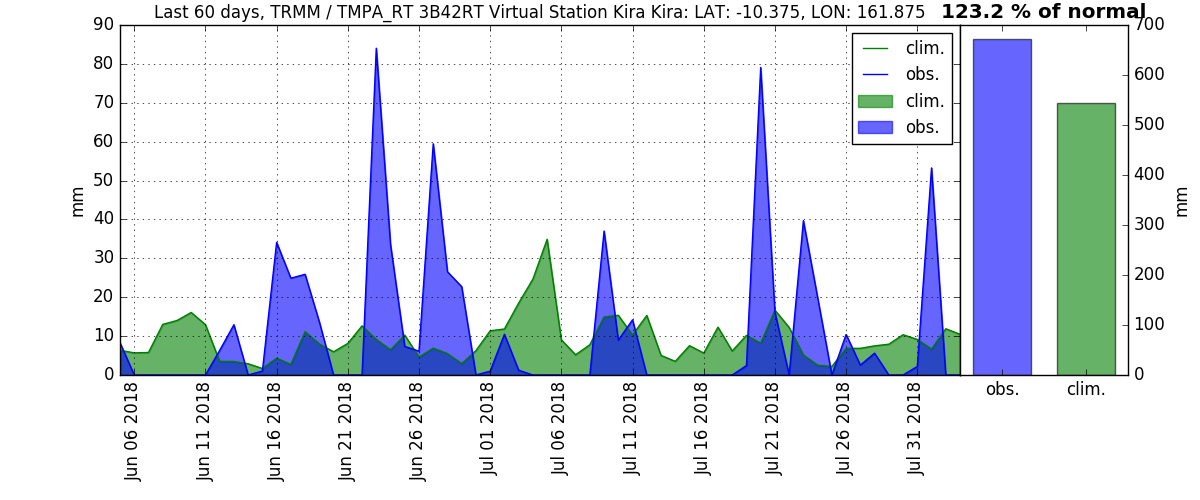 Last 60 days, TRMM / TMPA_RT 3B42RT Virtual Station Kira Kira: LAT: -10.375, LON: 161.875 123.2 % of normal
90
80
70
60
50
40
30
20
10
0
mm
clim.
obs.
clim.
obs.
700
600
500
400
300
200
100
0
mm
Jun 06 2018
Jun 11 2018
Jun 16 2018
Jun 21 2018
Jun 26 2018
Jul 01 2018
Jul 06 2018
Jul 11 2018
Jul 16 2018
Jul 21 2018
Jul 26 2018
Jul 31 2018
obs. clim.